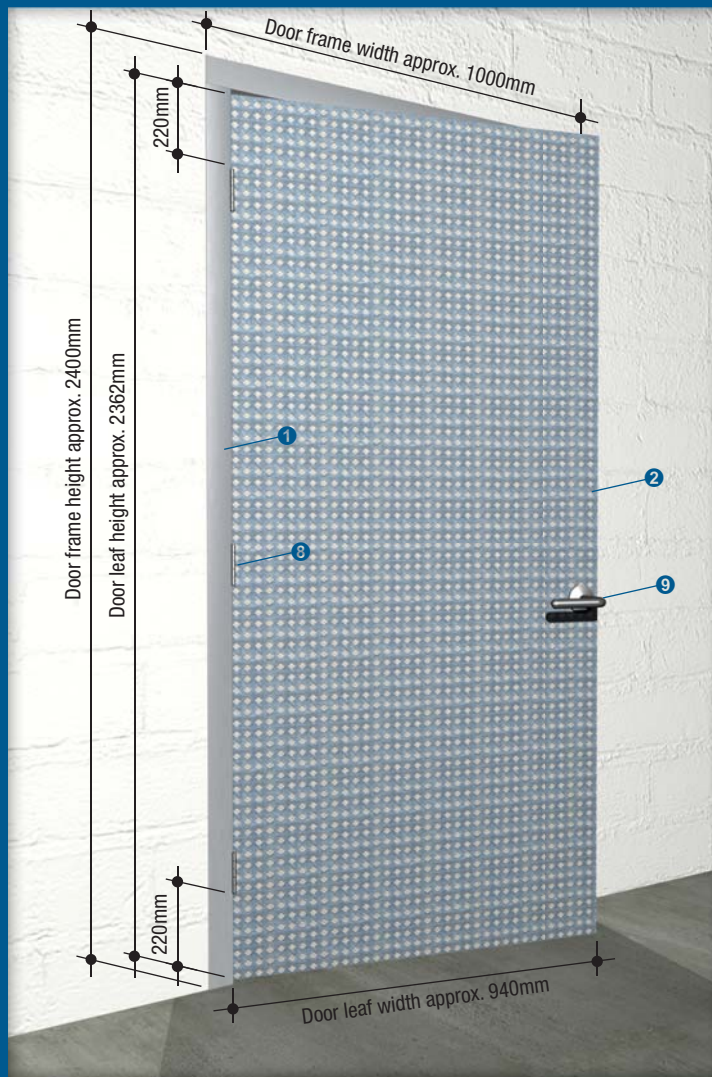 Door frame width approx. 1000mm
220mm
Door frame height approx. 2400mm
Door leaf height approx. 2362mm
1
2
8
9
220mm
Door leaf width approx. 940mm